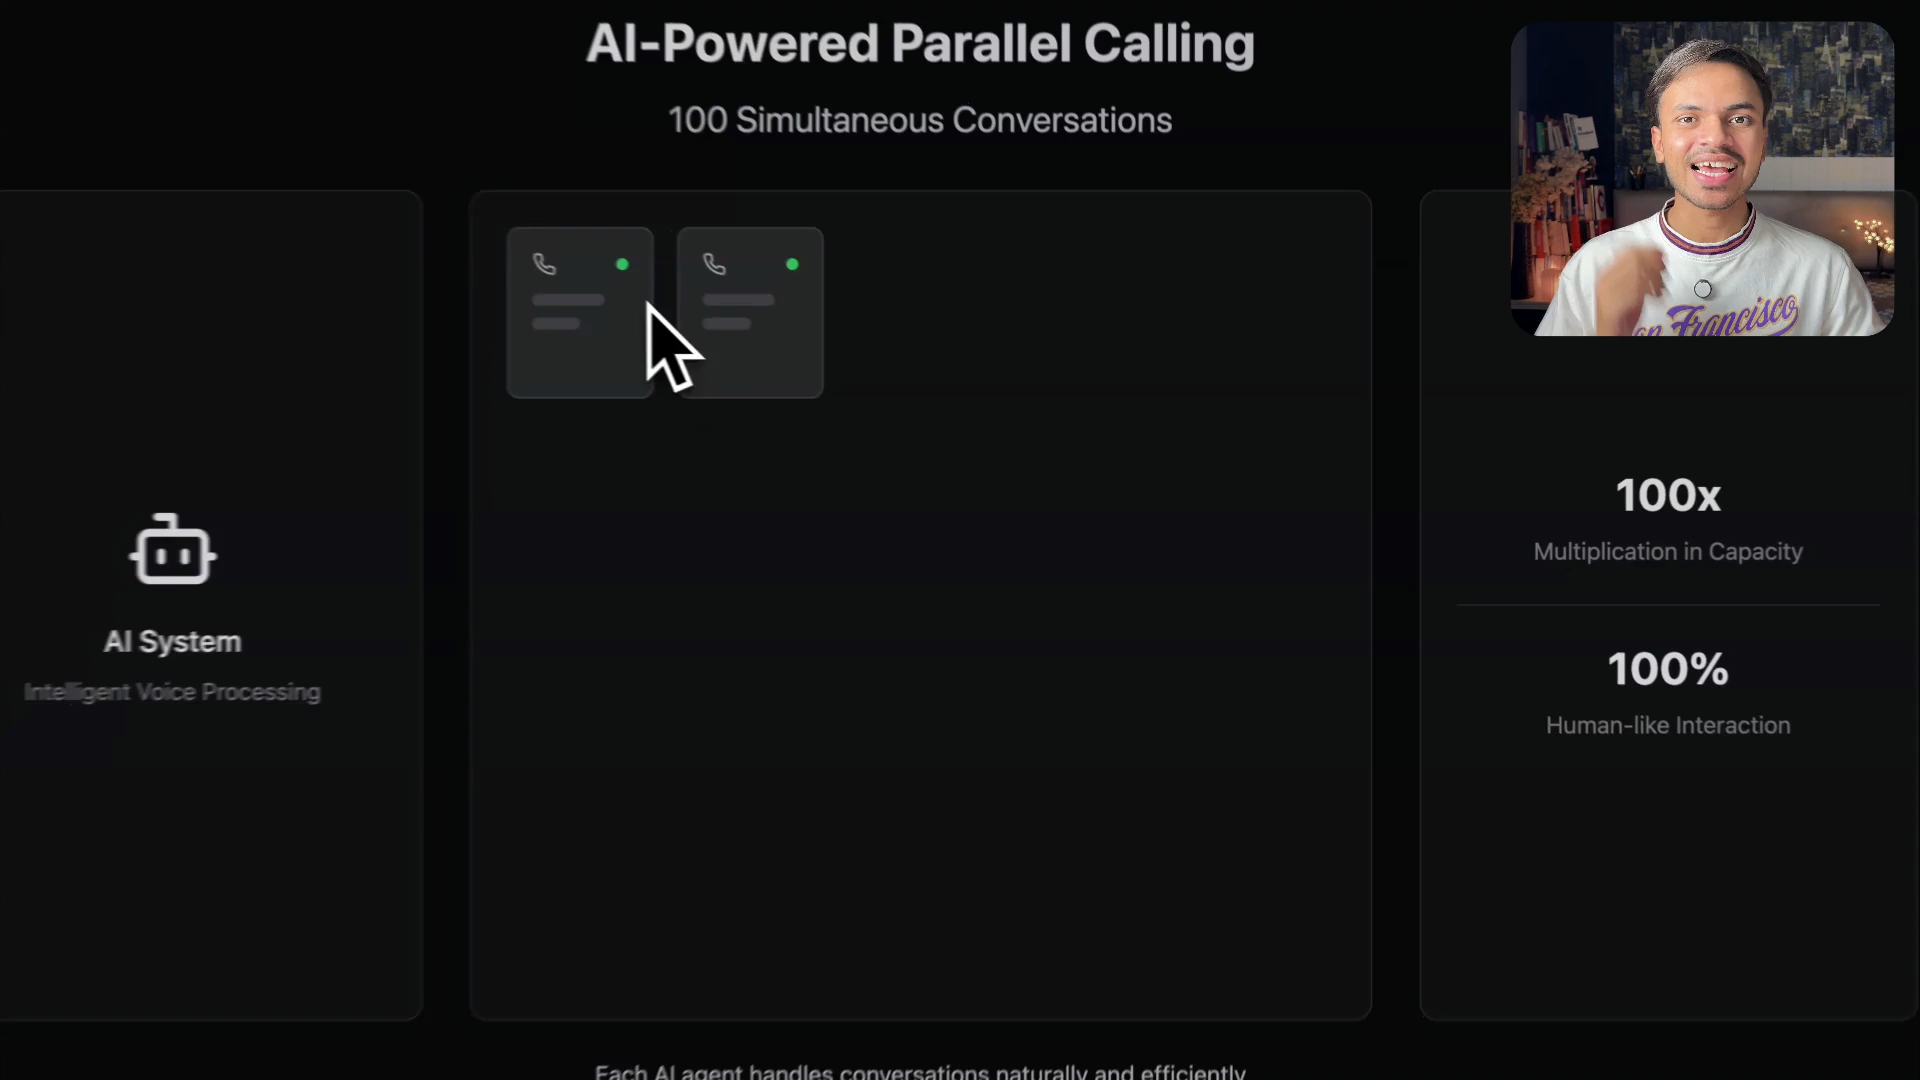 AI-Powered Parallel Calling
100 Simultaneous Conversations
AI System
Intelligent Voice Processing
100x
Multiplication in Capacity
100%
Human-like Interaction
Francisco
Each AI agent handles conversations naturally and efficiently